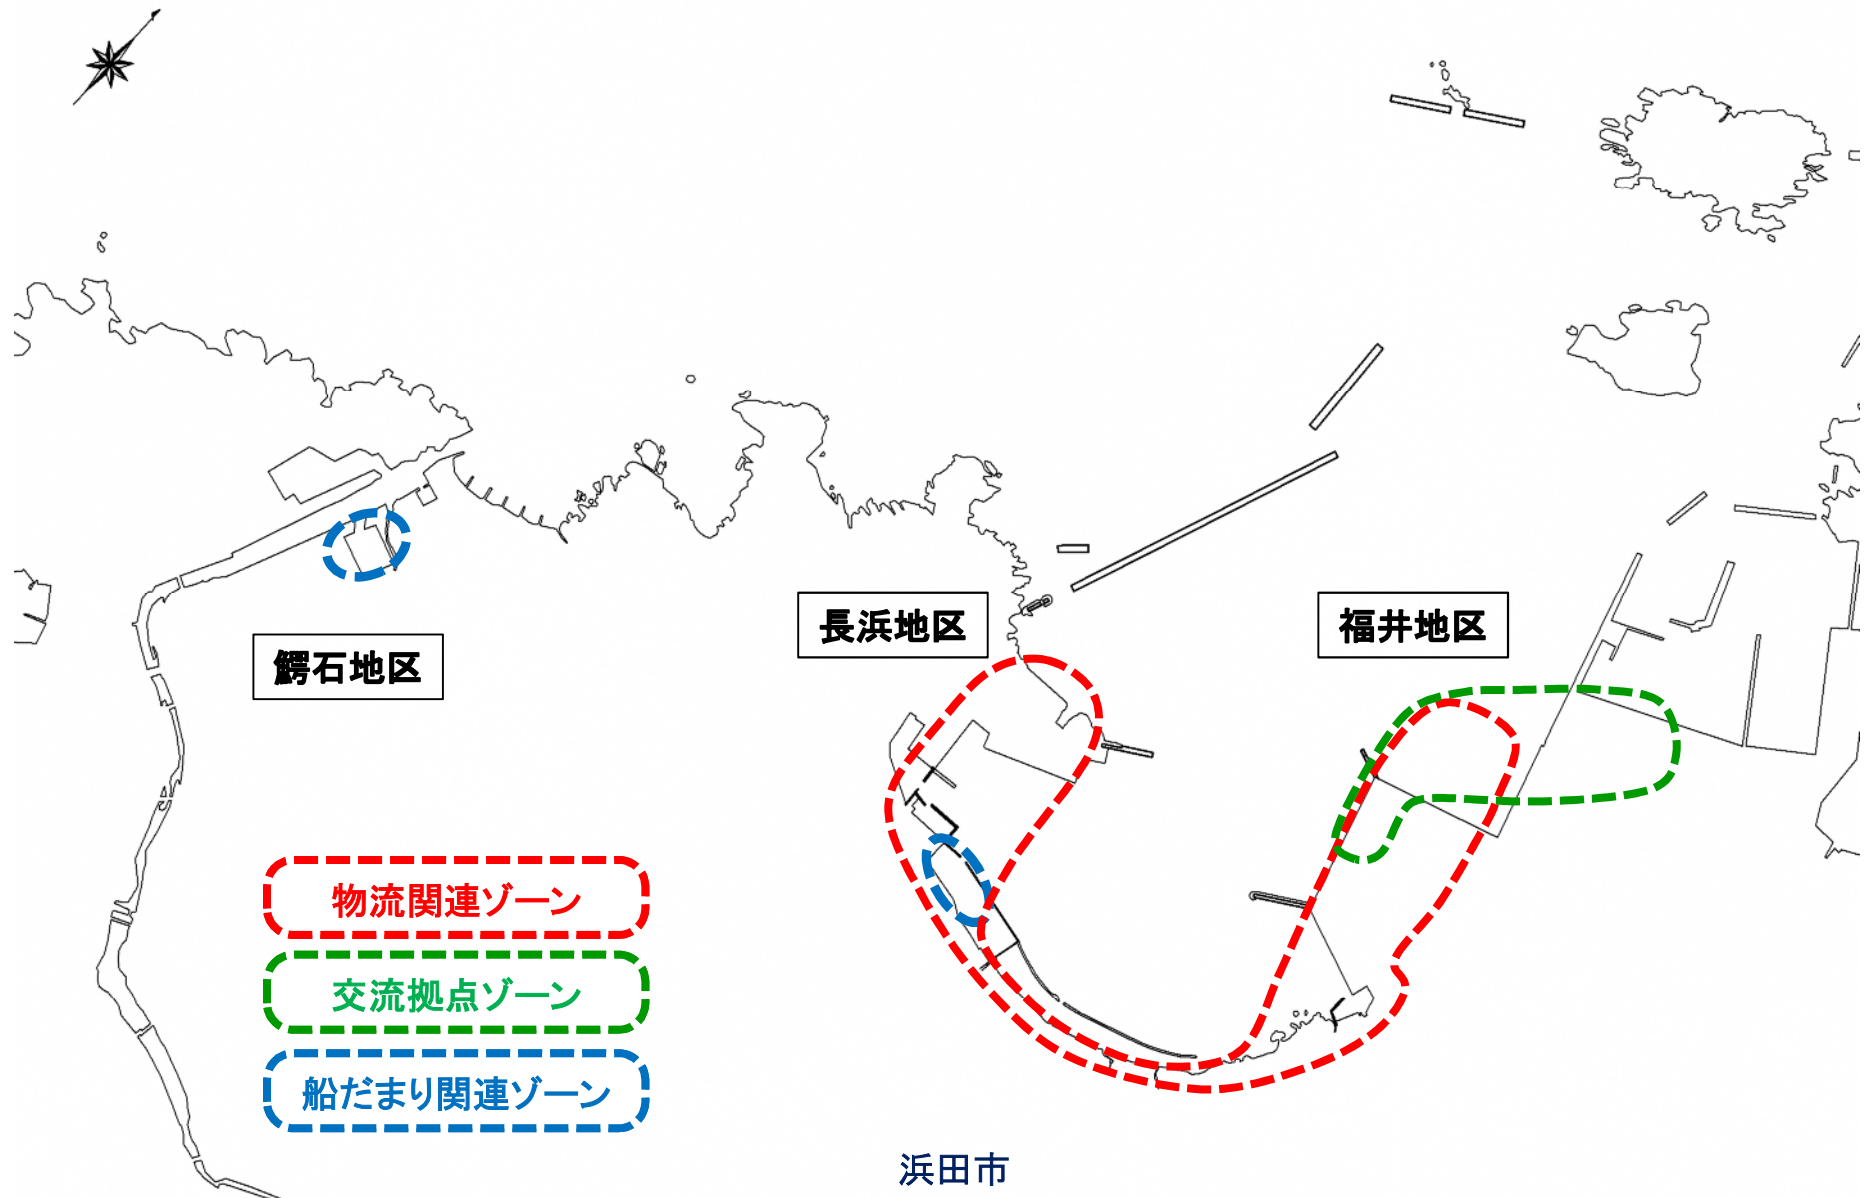 長浜地区
福井地区
鰐石地区
物流関連ゾーン
交流拠点ゾーン
船だまり関連ゾーン
浜田市